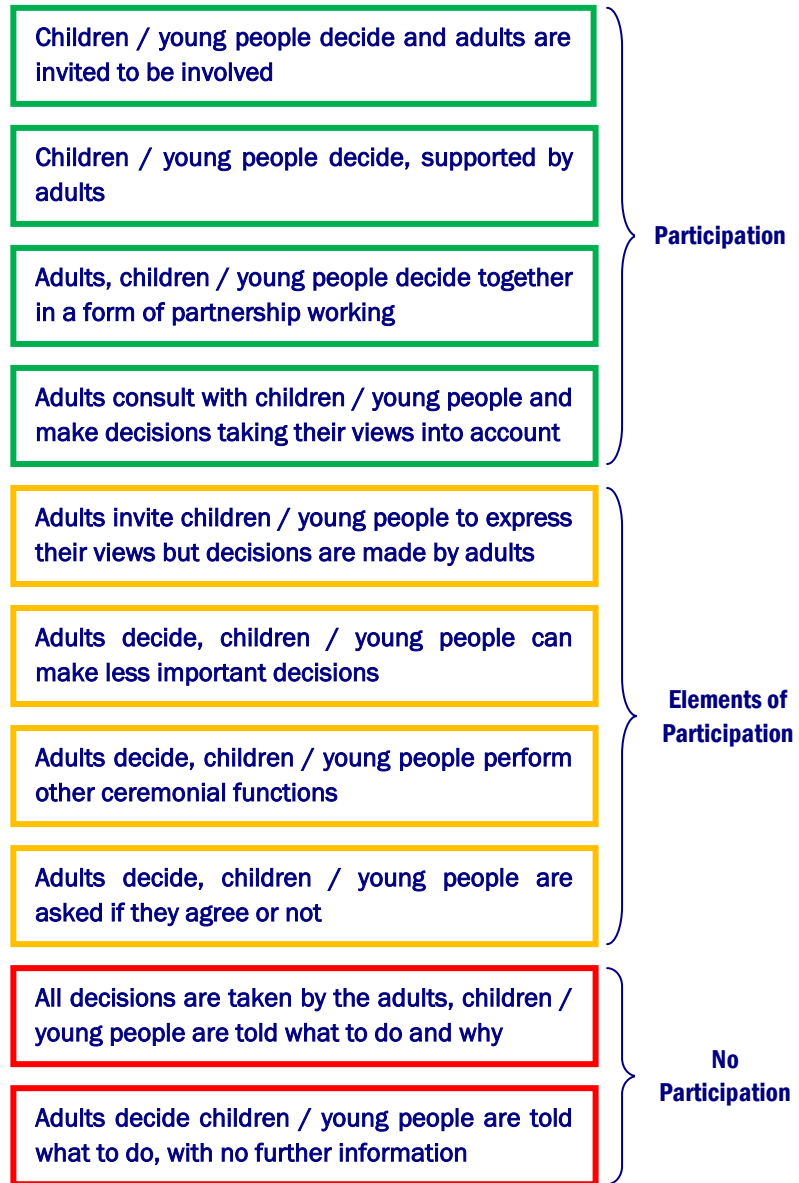 Children / young people decide and adults are
invited to be involved
Children / young people decide, supported by
adults
Adults, children / young people decide together
in a form of partnership working
Adults consult with children / young people and
make decisions taking their views into account
Participation
Adults invite children / young people to express
their views but decisions are made by adults
Adults decide, children / young people can
make less important decisions
Adults decide, children / young people perform
other ceremonial functions
Adults decide, children / young people are
asked if they agree or not
Elements of
Participation
All decisions are taken by the adults, children /
young people are told what to do and why
Adults decide children / young people are told
what to do, with no further information
No
Participation